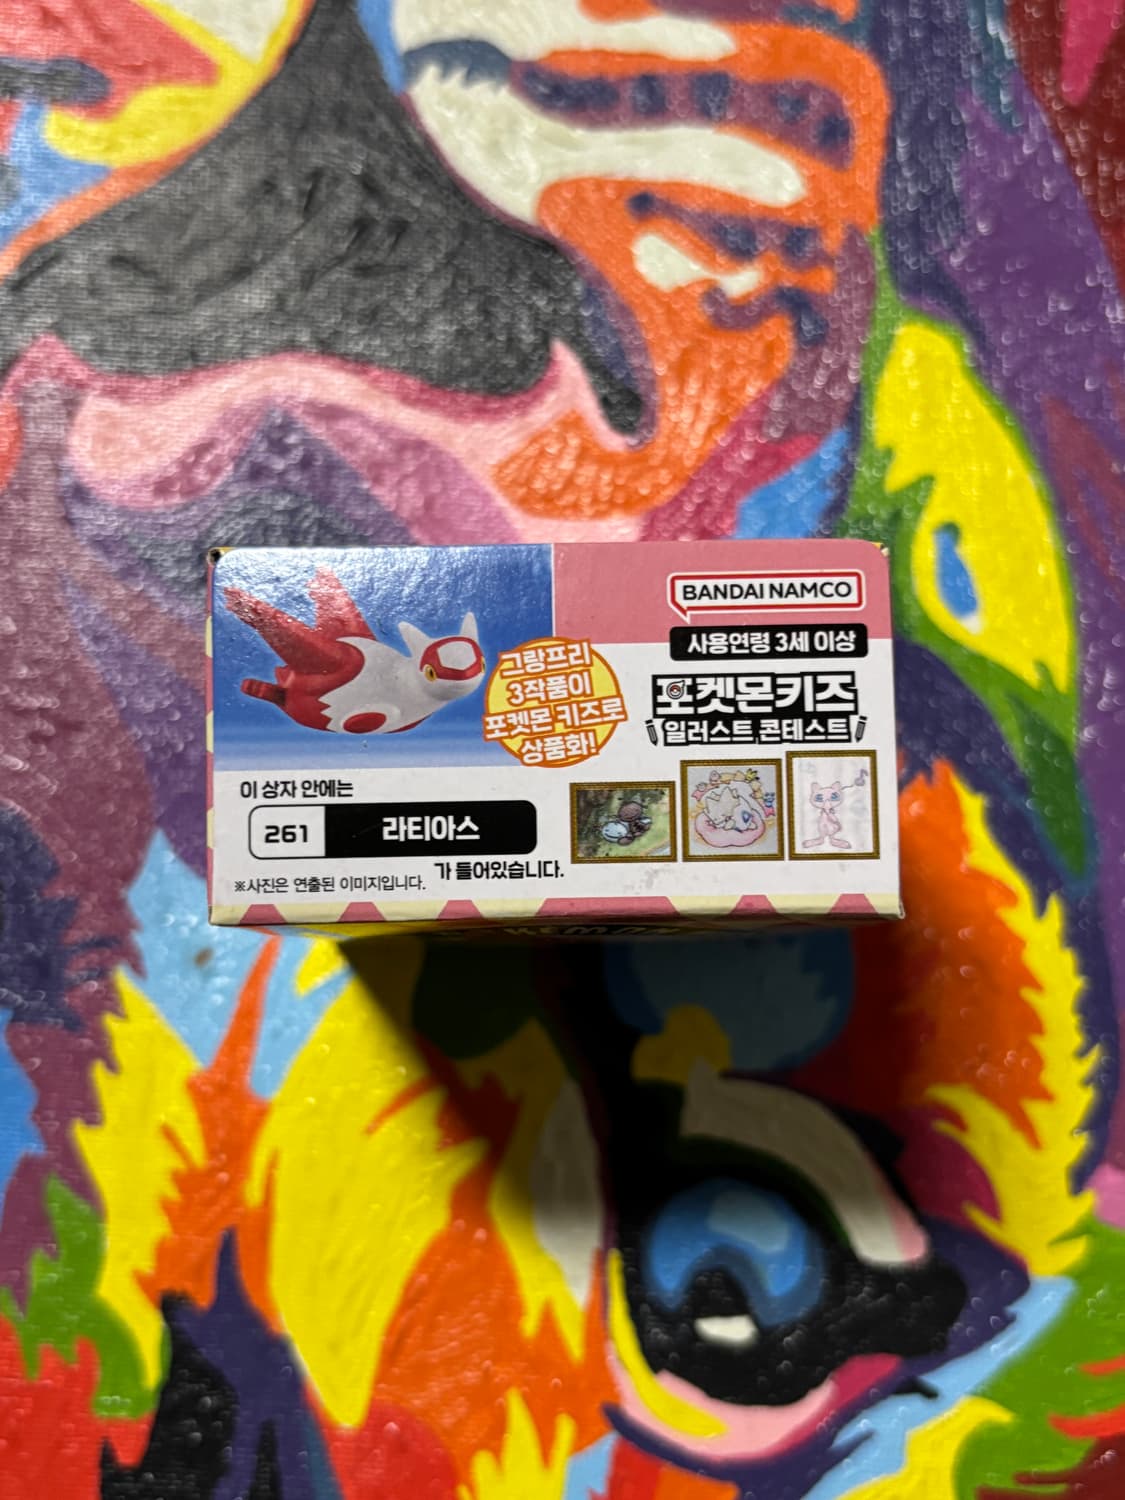 BANDAI NAMCO
사용연령 3세 이상
그랑프리
3작품이
포켓몬 키즈로
상품화!
포켓몬키즈
일러스트 콘테스트
이 상자 안에는
261 라티아스
가 들어있습니다.
※사진은 연출된 이미지입니다.